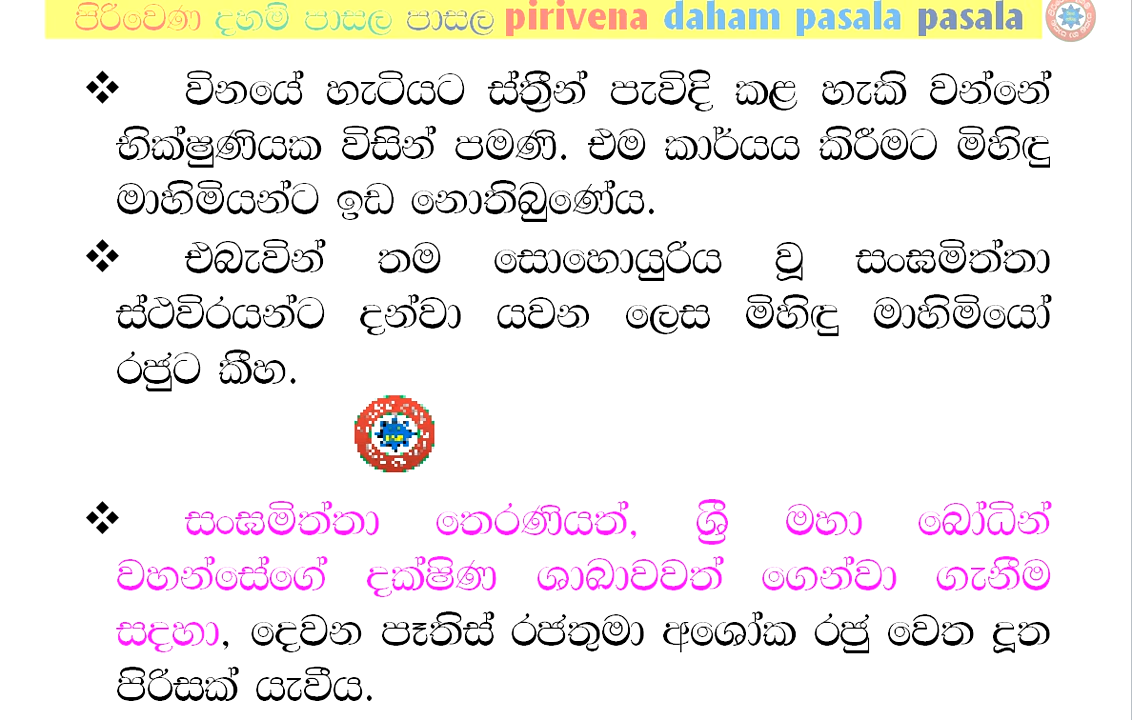 පිරිවෙණ දහම් පාසල පාසල pirivena daham pasala pasala
❖ විනයේ හැටියට ස්ත්‍රීන් පැවිදි කළ හැකි වන්නේ
භික්ෂුණියක විසින් පමණි. එම කාර්යය කිරීමට මිහිඳු
මාහිමියන්ට ඉඩ නොතිබුණේය.
❖ එබැවින් තම සොහොයුරිය වූ සංඝමිත්තා
ස්ථවිරයන්ට දන්වා යවන ලෙස මිහිඳු මාහිමියෝ
රජුට කීහ.
❖ සංඝමිත්තා තෙරණියත්, ශ්‍රී මහා බෝධින්
වහන්සේගේ දක්ෂිණ ශාඛාවවත් ගෙන්වා ගැනීම
සදහා, දෙවන පෑතිස් රජතුමා අශෝක රජු වෙත දූත
පිරිසක් යැවීය.